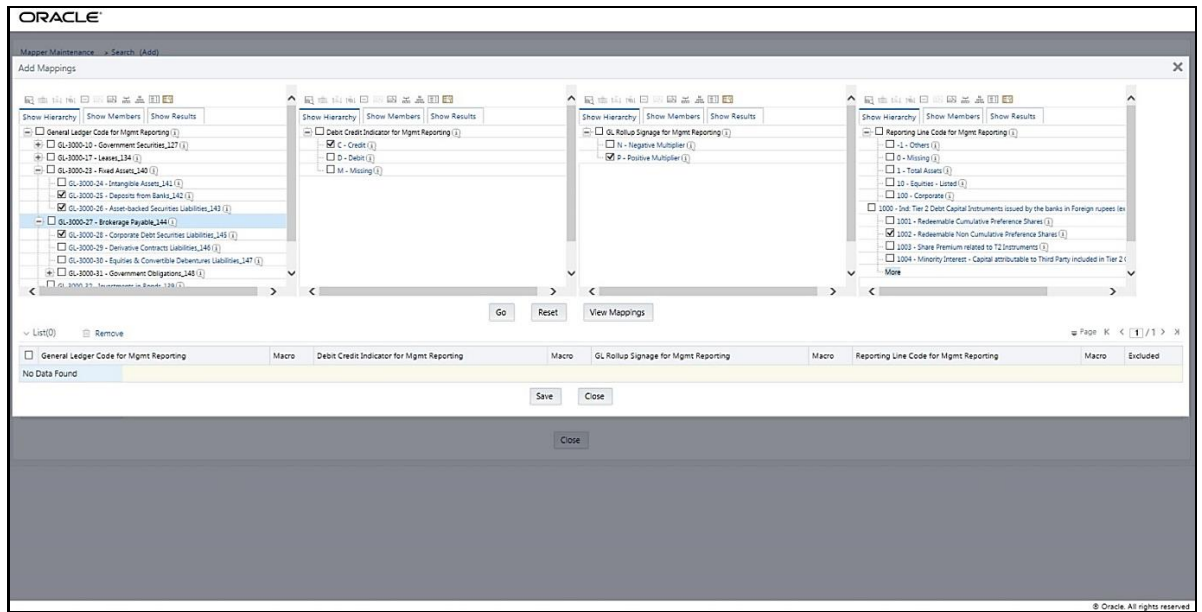 ORACLE
Mapper Maintenance » Search (Add)
Add Mappings
Show Hierarchy Show Members Show Results
General Ledger Code for Mgmt Reporting
GL-3000-10 - Government Securities_127
GL-3000-17 - Leases_134
GL-3000-23 - Fixed Assets_140
GL-3000-24 - Intangible Assets_141
GL-3000-25 - Deposits from Banks_142
GL-3000-26 - Asset-backed Securities Liabilities_143
GL-3000-27 - Brokerage Payable_144
GL-3000-28 - Corporate Debt Securities Liabilities_145
GL-3000-29 - Derivative Contracts Liabilities_146
GL-3000-30 - Equities & Convertible Debentures Liabilities_147
GL-3000-31 - Government Obligations_148
GL-3000-32 - Investments in Bonds_139
Show Hierarchy Show Members Show Results
Debit Credit Indicator for Mgmt Reporting
C - Credit
D - Debit
M - Missing
Show Hierarchy Show Members Show Results
GL Rollup Signage for Mgmt Reporting
N - Negative Multiplier
P - Positive Multiplier
Show Hierarchy Show Members Show Results
Reporting Line Code for Mgmt Reporting
-1 - Others
0 - Missing
1 - Total Assets
10 - Equities - Listed
100 - Corporate
1000 - Ind: Tier 2 Debt Capital Instruments issued by the banks in Foreign rupees (ex
1001 - Redeemable Cumulative Preference Shares
1002 - Redeemable Non Cumulative Preference Shares
1003 - Share Premium related to T2 Instruments
1004 - Minority Interest - Capital attributable to Third Party included in Tier 2 (
More
Go Reset View Mappings
List(0) Remove Page 1 / 1
General Ledger Code for Mgmt Reporting Macro Debit Credit Indicator for Mgmt Reporting Macro GL Rollup Signage for Mgmt Reporting Macro Reporting Line Code for Mgmt Reporting Macro Excluded
No Data Found
Save Close
Close
© Oracle. All rights reserved